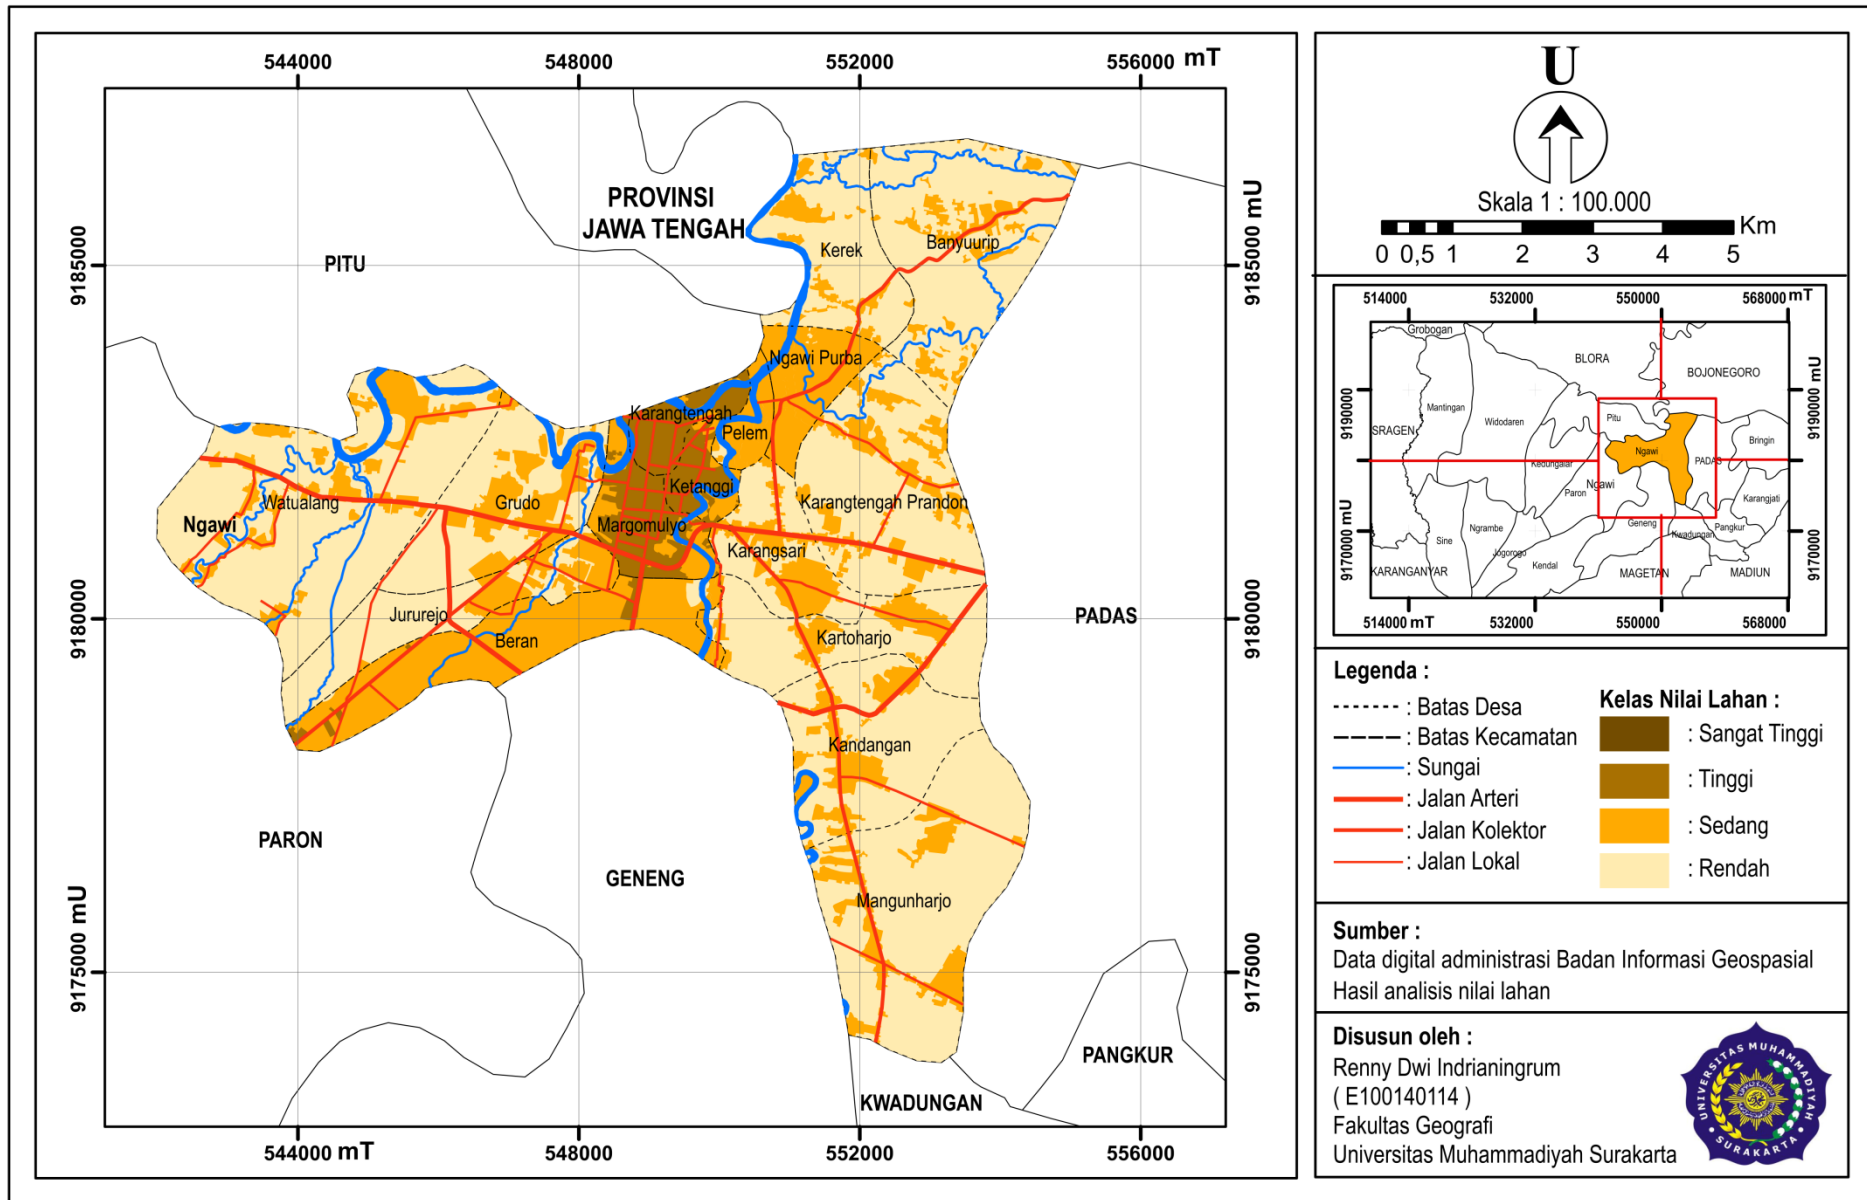 544000
548000
552000
556000 mT
9185000
9180000
9175000 mU
9185000 mU
9180000
9175000
544000 mT
548000
552000
556000
PROVINSI
JAWA TENGAH
PITU
Kerek
Banyuurip
Ngawi Purba
Karangtengah
Pelem
Ketanggi
Karangtengah Prandon
Watualang
Ngawi
Grudo
Margomulyo
Karangsari
Jururejo
Beran
Kartoharjo
PADAS
Kandangan
PARON
GENENG
Mangunharjo
PANGKUR
KWADUNGAN
U
Skala 1 : 100.000
0 0,5 1 2 3 4 5 Km
514000
532000
550000
568000 mT
9190000
9170000 mU
9190000 mU
9170000
514000 mT
532000
550000
568000
Grobogan
BLORA
BOJONEGORO
Mantingan
Widodaren
Pitu
SRAGEN
Bringin
Ngawi
PADAS
Kedungalar
Ngawi
Paron
Karangjati
Geneng
Pangkur
Ngrambe
Kwadungan
Sine
Jogorogo
Kendal
KARANGANYAR
MAGETAN
MADIUN
Legenda :
: Batas Desa
: Batas Kecamatan
: Sungai
: Jalan Arteri
: Jalan Kolektor
: Jalan Lokal
Kelas Nilai Lahan :
: Sangat Tinggi
: Tinggi
: Sedang
: Rendah
Sumber :
Data digital administrasi Badan Informasi Geospasial
Hasil analisis nilai lahan
Disusun oleh :
Renny Dwi Indrianingrum
( E100140114 )
Fakultas Geografi
Universitas Muhammadiyah Surakarta
UNIVERSITAS MUHAMMADIYAH
SURAKARTA